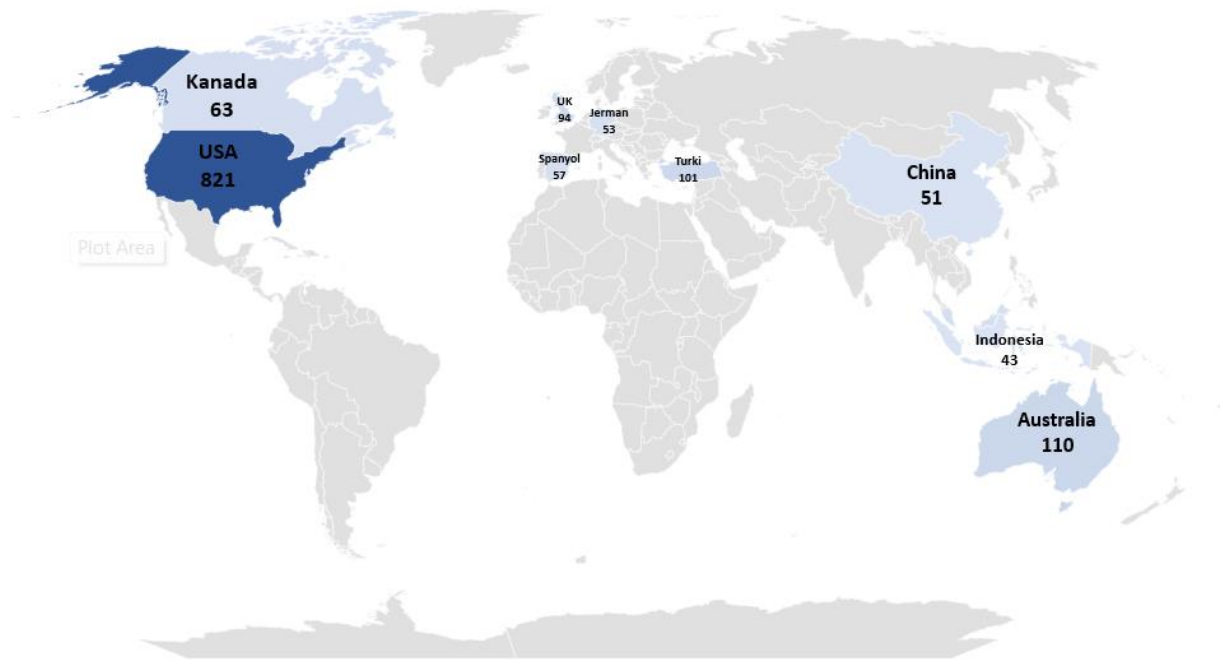 Kanada
63
USA
821
Plot Area
UK
94
Jerman
53
Spanyol
57
Turki
101
China
51
Indonesia
43
Australia
110